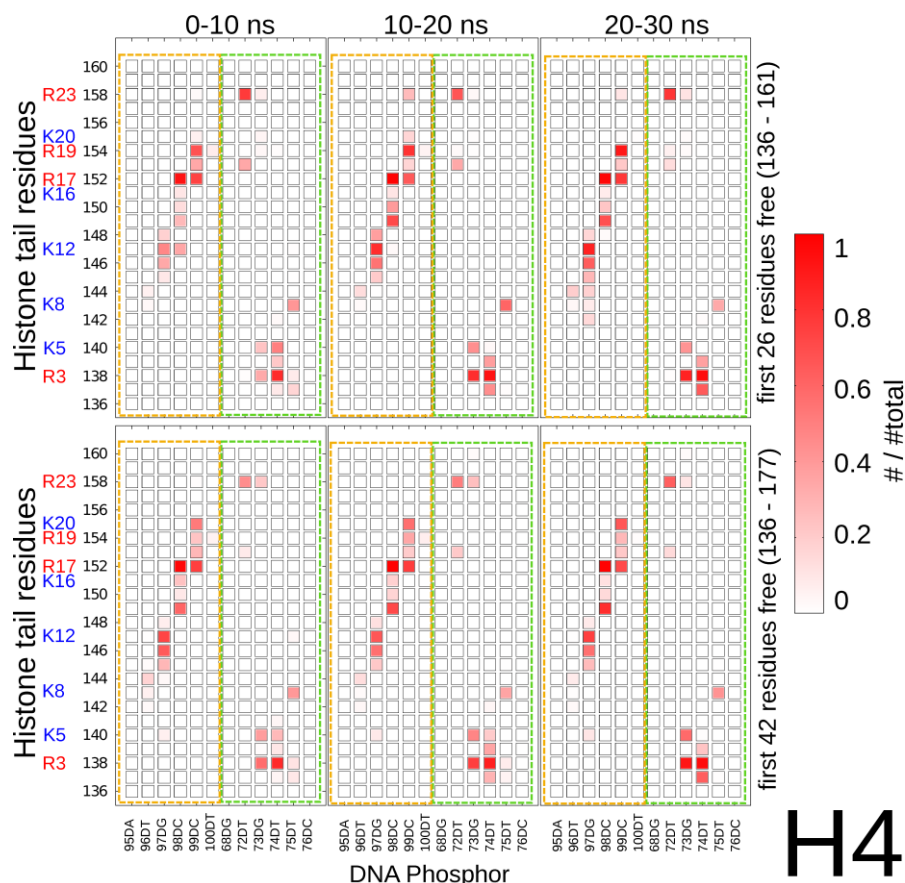 0-10 ns 10-20 ns 20-30 ns
Histone tail residues
R23
K20
R19
R17
K16
K12
K8
K5
R3
160
158
156
154
152
150
148
146
144
142
140
138
136
first 26 residues free (136 - 161)
Histone tail residues
R23
K20
R19
R17
K16
K12
K8
K5
R3
160
158
156
154
152
150
148
146
144
142
140
138
136
first 42 residues free (136 - 177)
1
0.8
0.6
0.4
0.2
0
# / #total
95DA 96DT 97DG 98DC 99DC 100DT 68DG 72DT 73DG 74DT 75DT 76DC 95DA 96DT 97DG 98DC 99DC 100DT 68DG 72DT 73DG 74DT 75DT 76DC 95DA 96DT 97DG 98DC 99DC 100DT 68DG 72DT 73DG 74DT 75DT 76DC
DNA Phosphor
H4